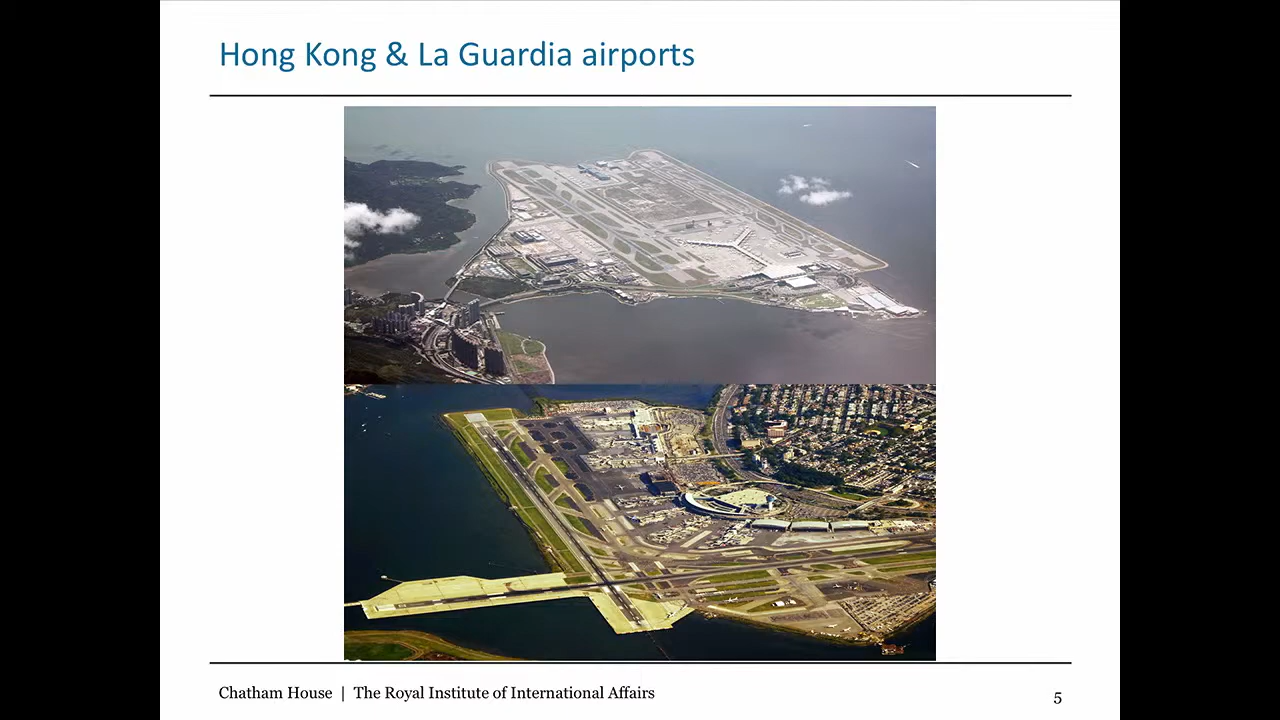 Hong Kong & La Guardia airports
Chatham House | The Royal Institute of International Affairs
5